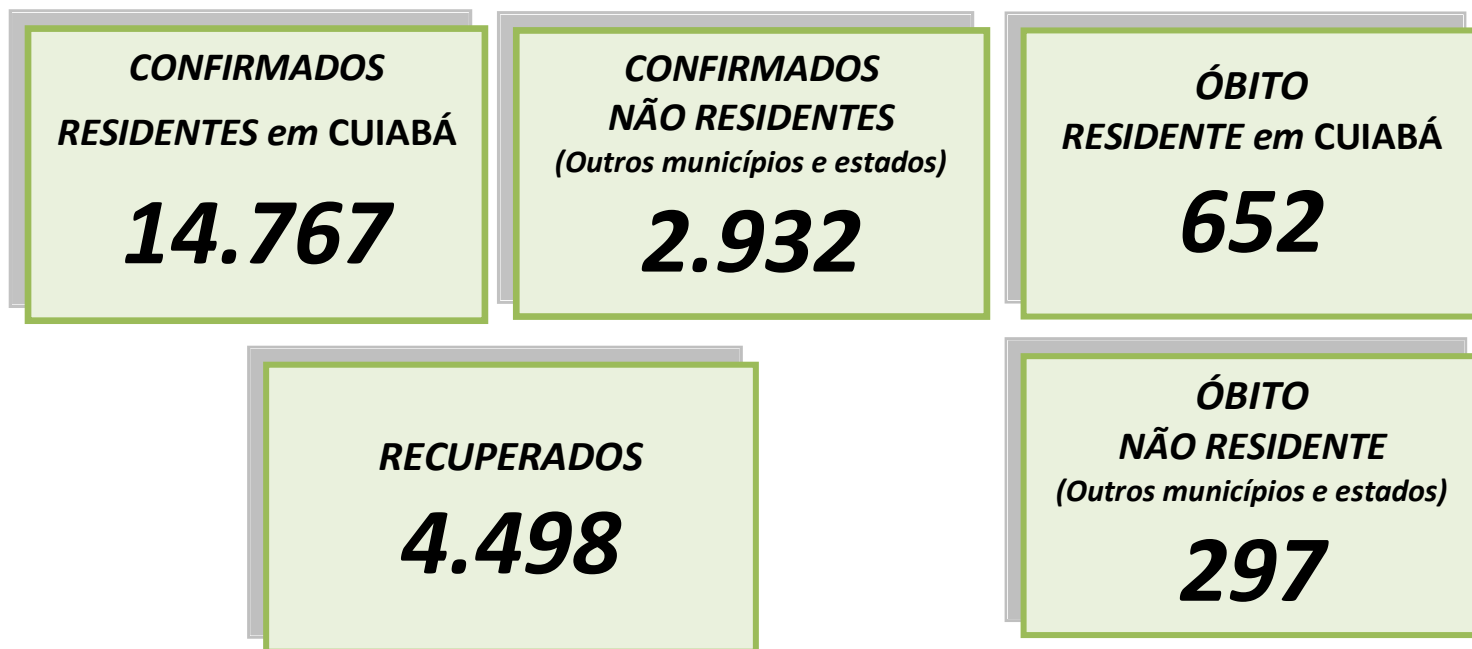 CONFIRMADOS
RESIDENTES em CUIABÁ
14.767
CONFIRMADOS
NÃO RESIDENTES
(Outros municípios e estados)
2.932
ÓBITO
RESIDENTE em CUIABÁ
652
RECUPERADOS
4.498
ÓBITO
NÃO RESIDENTE
(Outros municípios e estados)
297